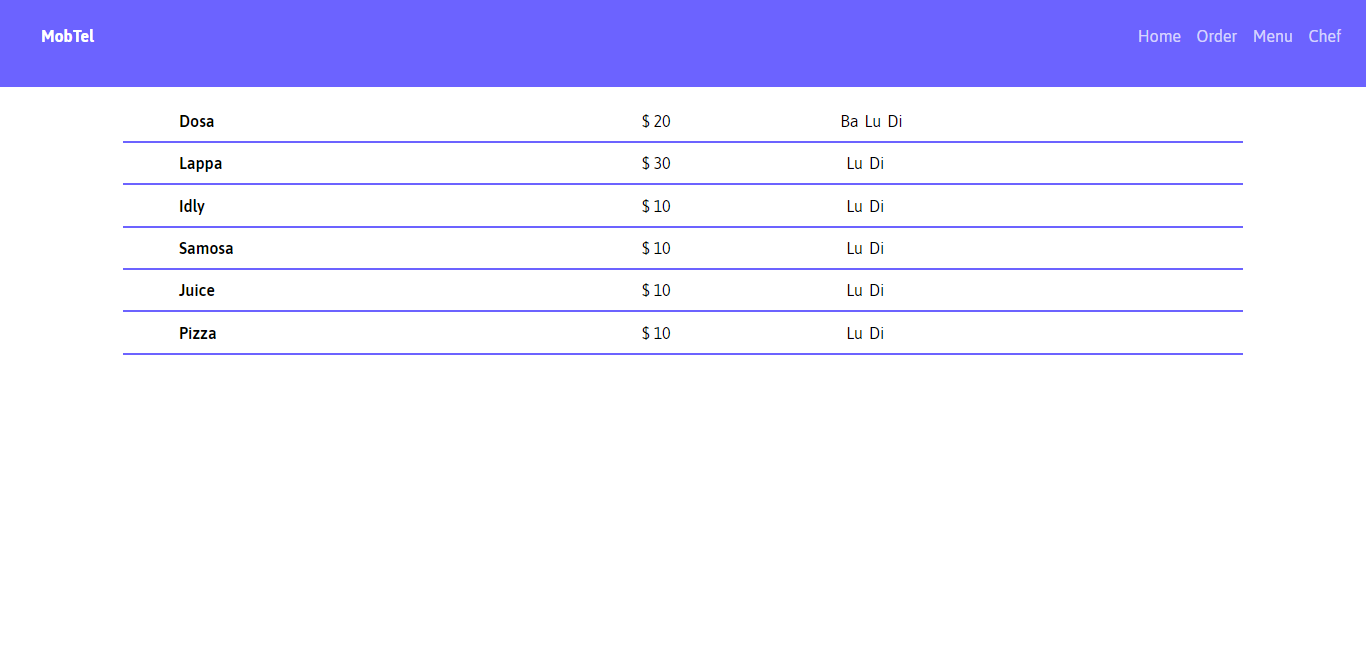 MobTel Home Order Menu Chef
Dosa $ 20 Ba Lu Di
Lappa $ 30 Lu Di
Idly $ 10 Lu Di
Samosa $ 10 Lu Di
Juice $ 10 Lu Di
Pizza $ 10 Lu Di